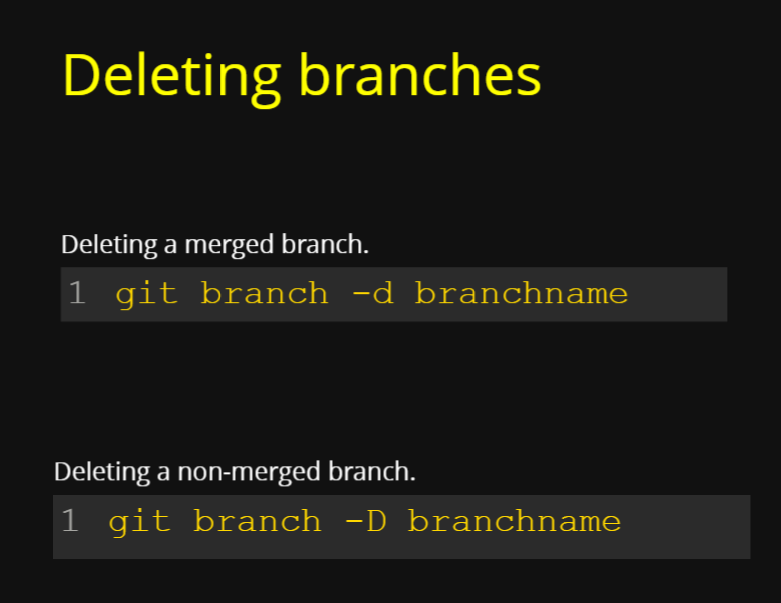 Deleting branches
Deleting a merged branch.
1 git branch -d branchname
Deleting a non-merged branch.
1 git branch -D branchname